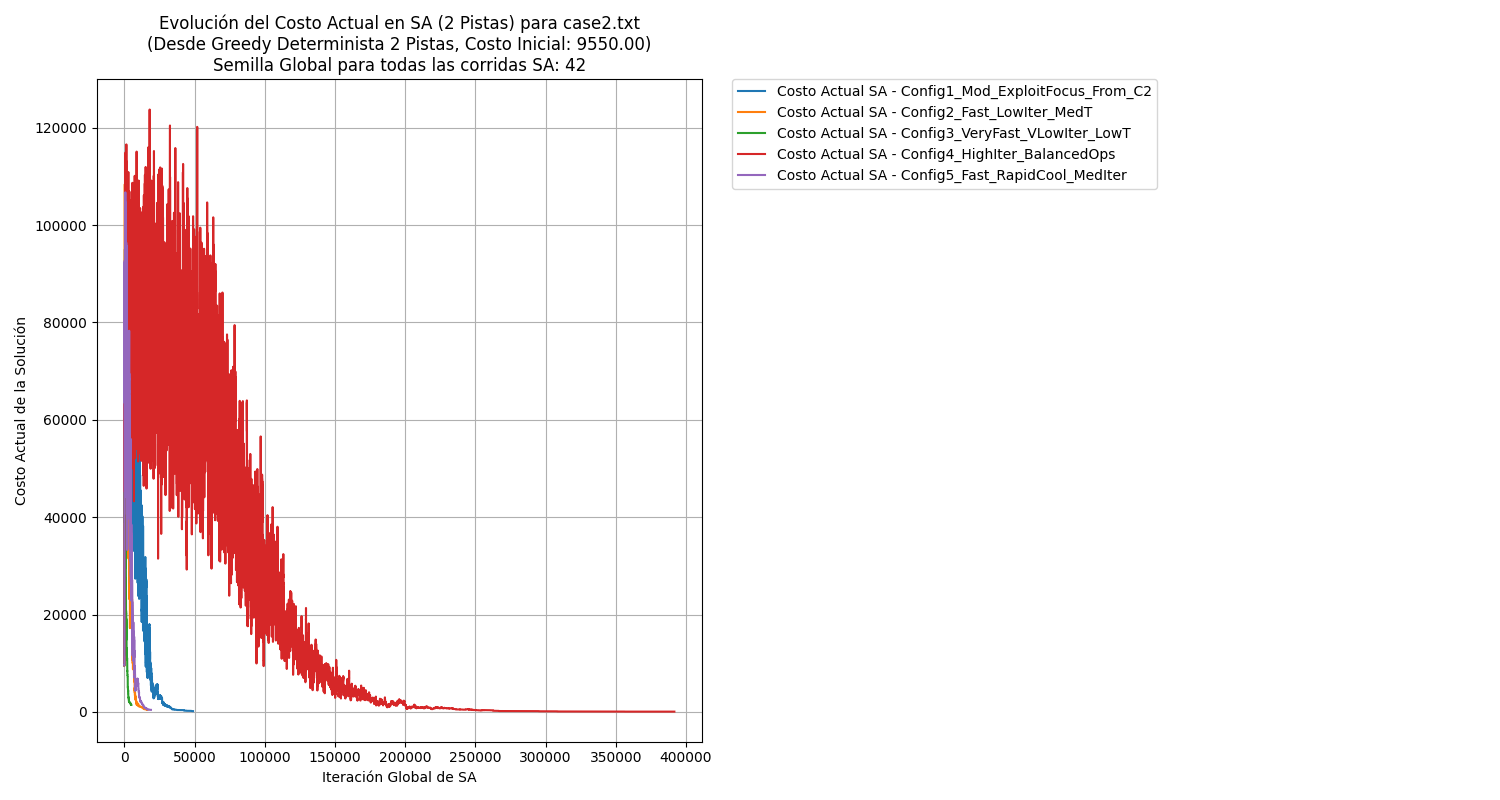 Evolución del Costo Actual en SA (2 Pistas) para case2.txt
(Desde Greedy Determinista 2 Pistas, Costo Inicial: 9550.00)
Semilla Global para todas las corridas SA: 42
Costo Actual SA - Config1_Mod_ExploitFocus_From_C2
Costo Actual SA - Config2_Fast_LowIter_MedT
Costo Actual SA - Config3_VeryFast_VLowIter_LowT
Costo Actual SA - Config4_HighIter_BalancedOps
Costo Actual SA - Config5_Fast_RapidCool_MedIter
Costo Actual de la Solución
120000
100000
80000
60000
40000
20000
0
0 50000 100000 150000 200000 250000 300000 350000 400000
Iteración Global de SA